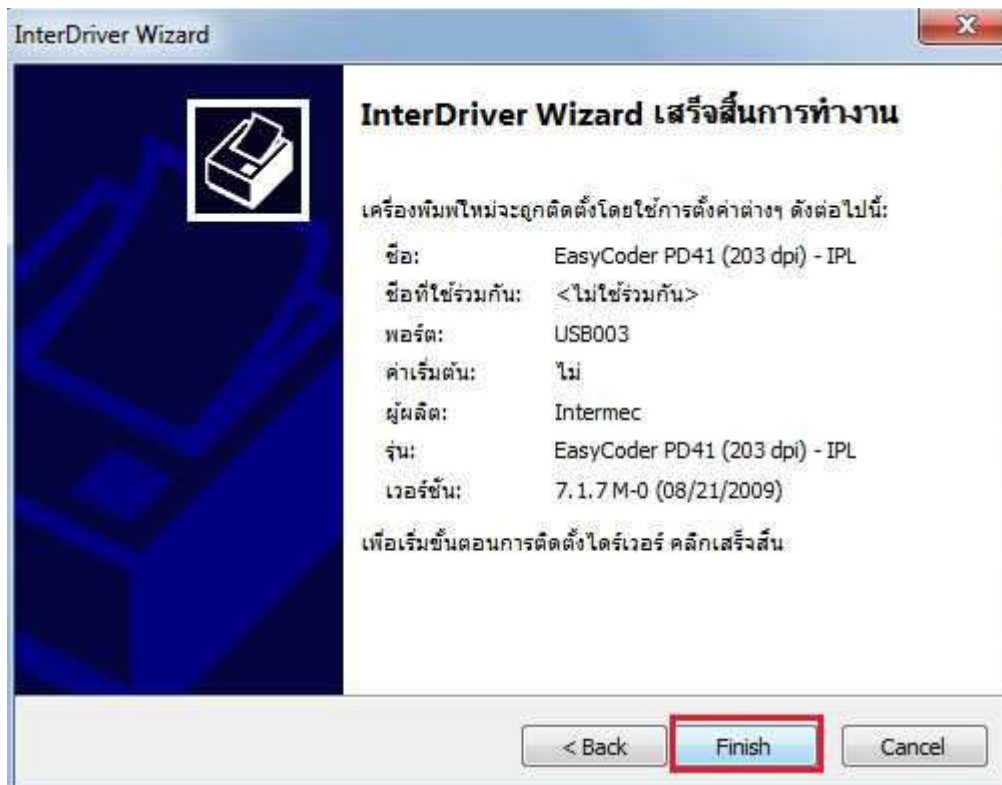 InterDriver Wizard
InterDriver Wizard เสร็จสิ้นการทำงาน
เครื่องพิมพ์ใหม่จะถูกติดตั้งโดยใช้การตั้งค่าต่างๆ ดังต่อไปนี้:
ชื่อ: EasyCoder PD41 (203 dpi) - IPL
ชื่อที่ใช้ร่วมกัน: <ไม่ใช้ร่วมกัน>
พอร์ต: USB003
ค่าเริ่มต้น: ไม่
ผู้ผลิต: Intermec
รุ่น: EasyCoder PD41 (203 dpi) - IPL
เวอร์ชั่น: 7.1.7 M-0 (08/21/2009)
เพื่อเริ่มขั้นตอนการติดตั้งไดร์เวอร์ คลิกเสร็จสิ้น
< Back Finish Cancel